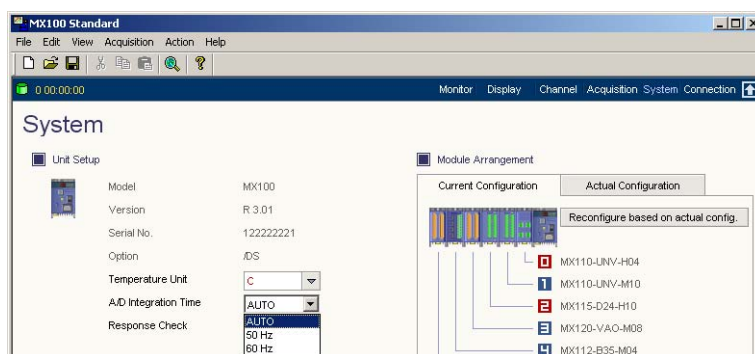 MX100 Standard
File Edit View Acquisition Action Help
0 00:00:00
Monitor Display Channel Acquisition System Connection
System
Unit Setup
Model MX100
Version R 3.01
Serial No. 122222221
Option /DS
Temperature Unit C
A/D Integration Time AUTO
Response Check AUTO
50 Hz
60 Hz
Module Arrangement
Current Configuration Actual Configuration
Reconfigure based on actual config.
0 MX110-UNV-H04
1 MX110-UNV-M10
2 MX115-D24-H10
3 MX120-VAO-M08
4 MX112-B35-M04